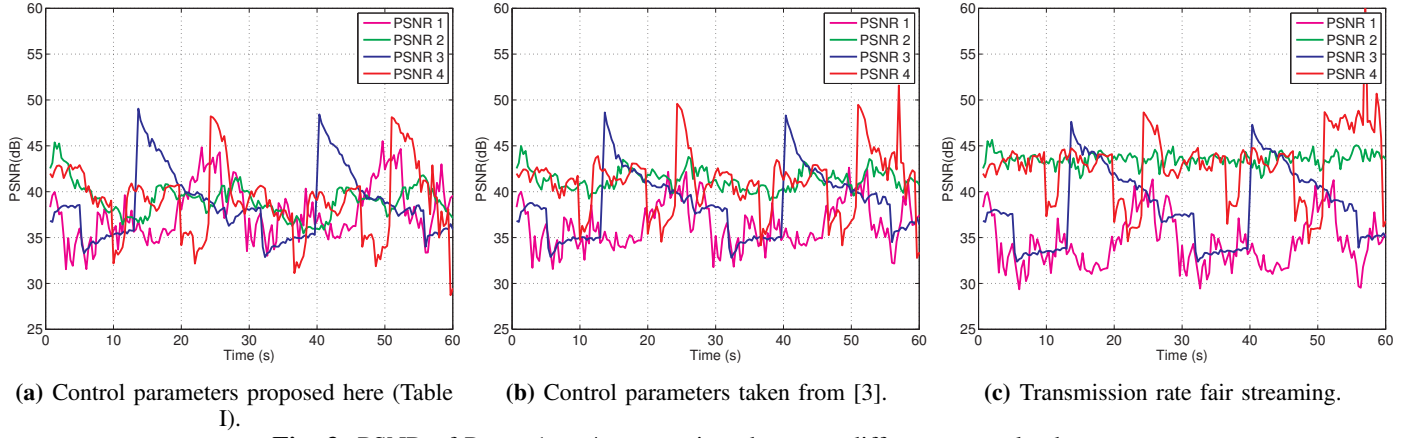 60
55
50
45
40
35
30
25
PSNR(dB)
0 10 20 30 40 50 60
Time (s)
PSNR 1
PSNR 2
PSNR 3
PSNR 4
(a) Control parameters proposed here (Table
I).
60
55
50
45
40
35
30
25
PSNR(dB)
0 10 20 30 40 50 60
Time (s)
PSNR 1
PSNR 2
PSNR 3
PSNR 4
(b) Control parameters taken from [3].
60
55
50
45
40
35
30
25
PSNR(dB)
0 10 20 30 40 50 60
Time (s)
PSNR 1
PSNR 2
PSNR 3
PSNR 4
(c) Transmission rate fair streaming.